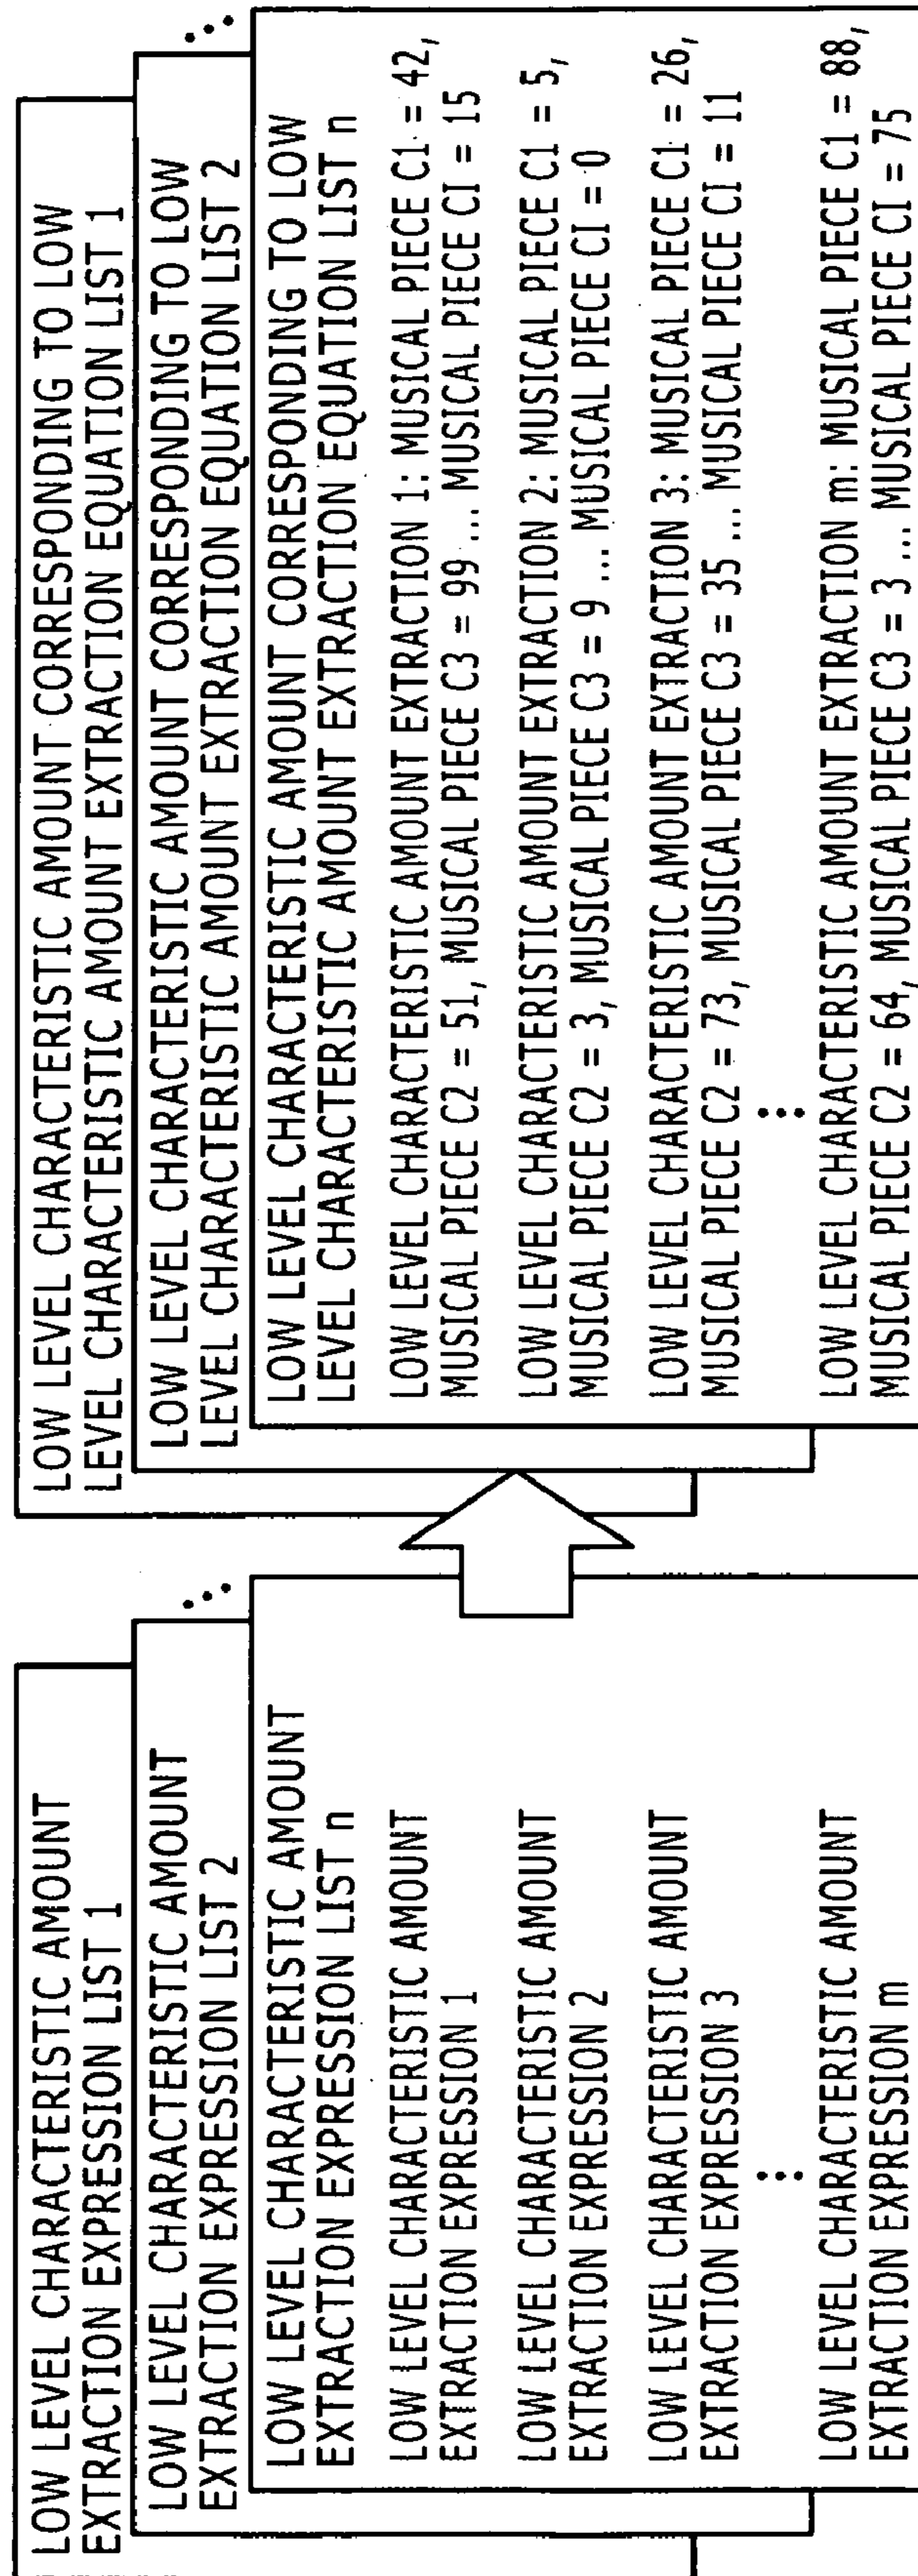 LOW LEVEL CHARACTERISTIC AMOUNT
EXTRACTION EXPRESSION LIST 1
LOW LEVEL CHARACTERISTIC AMOUNT
EXTRACTION EXPRESSION LIST 2
LOW LEVEL CHARACTERISTIC AMOUNT
EXTRACTION EXPRESSION LIST n
LOW LEVEL CHARACTERISTIC AMOUNT
EXTRACTION EXPRESSION 1
LOW LEVEL CHARACTERISTIC AMOUNT
EXTRACTION EXPRESSION 2
LOW LEVEL CHARACTERISTIC AMOUNT
EXTRACTION EXPRESSION 3
...
LOW LEVEL CHARACTERISTIC AMOUNT
EXTRACTION EXPRESSION m
...
LOW LEVEL CHARACTERISTIC AMOUNT CORRESPONDING TO LOW
LEVEL CHARACTERISTIC AMOUNT EXTRACTION EQUATION LIST 1
LOW LEVEL CHARACTERISTIC AMOUNT CORRESPONDING TO LOW
LEVEL CHARACTERISTIC AMOUNT EXTRACTION EQUATION LIST 2
LOW LEVEL CHARACTERISTIC AMOUNT CORRESPONDING TO LOW
LEVEL CHARACTERISTIC AMOUNT EXTRACTION EQUATION LIST n
LOW LEVEL CHARACTERISTIC AMOUNT EXTRACTION 1: MUSICAL PIECE C1 = 42,
MUSICAL PIECE C2 = 51, MUSICAL PIECE C3 = 99 ... MUSICAL PIECE CI = 15
LOW LEVEL CHARACTERISTIC AMOUNT EXTRACTION 2: MUSICAL PIECE C1 = 5,
MUSICAL PIECE C2 = 3, MUSICAL PIECE C3 = 9 ... MUSICAL PIECE CI = 0
LOW LEVEL CHARACTERISTIC AMOUNT EXTRACTION 3: MUSICAL PIECE C1 = 26,
MUSICAL PIECE C2 = 73, MUSICAL PIECE C3 = 35 ... MUSICAL PIECE CI = 11
...
LOW LEVEL CHARACTERISTIC AMOUNT EXTRACTION m: MUSICAL PIECE C1 = 88,
MUSICAL PIECE C2 = 64, MUSICAL PIECE C3 = 3 ... MUSICAL PIECE CI = 75
...